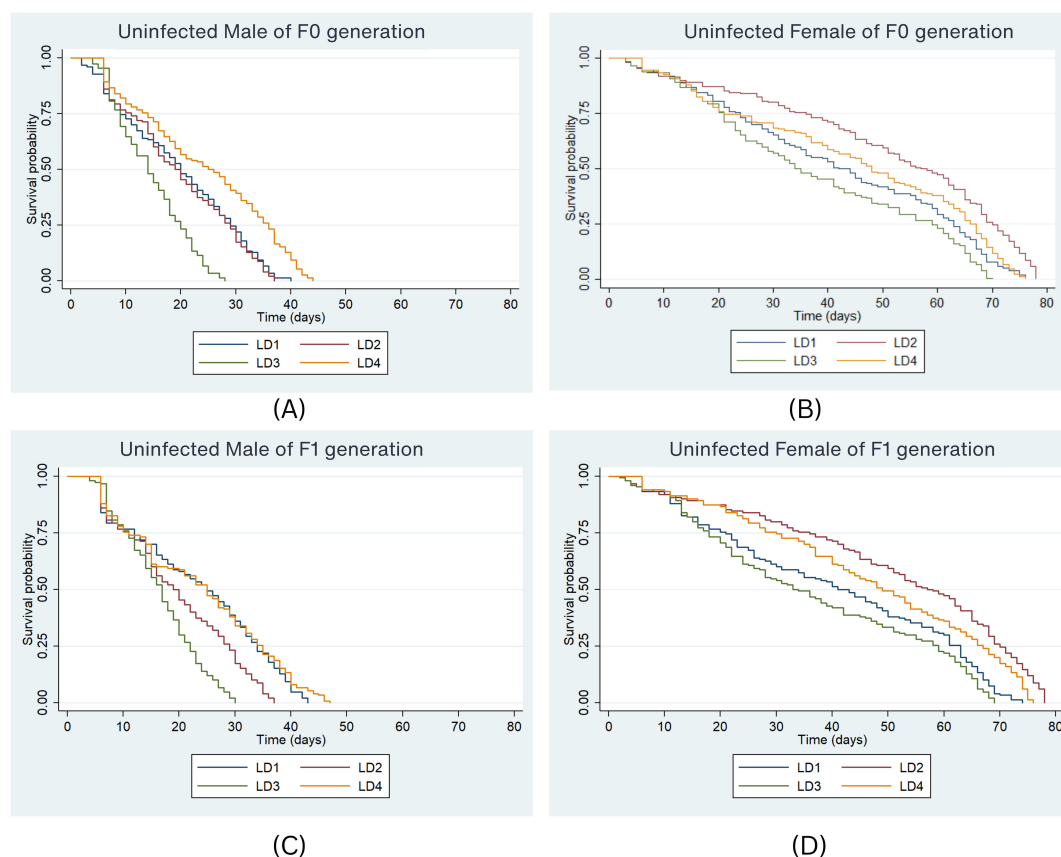 Uninfected Male of F0 generation
Survival probability
1.00
0.75
0.50
0.25
0.00
0 10 20 30 40 50 60 70 80
Time (days)
LD1 LD2
LD3 LD4
(A)
Uninfected Female of F0 generation
Survival probability
1.00
0.75
0.50
0.25
0.00
0 10 20 30 40 50 60 70 80
Time (days)
LD1 LD2
LD3 LD4
(B)
Uninfected Male of F1 generation
Survival probability
1.00
0.75
0.50
0.25
0.00
0 10 20 30 40 50 60 70 80
Time (days)
LD1 LD2
LD3 LD4
(C)
Uninfected Female of F1 generation
Survival probability
1.00
0.75
0.50
0.25
0.00
0 10 20 30 40 50 60 70 80
Time (days)
LD1 LD2
LD3 LD4
(D)